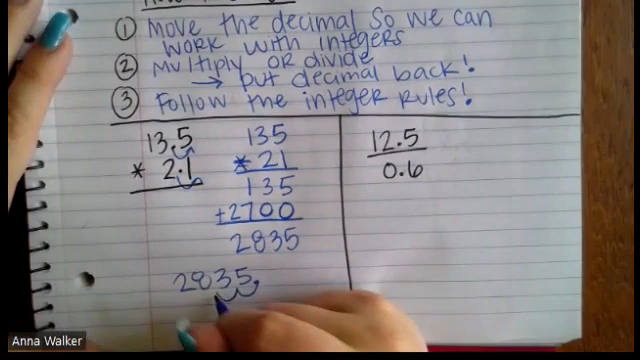 ① Move the decimal so we can
work with integers
② Multiply or divide
→ put decimal back!
③ Follow the integer rules!
13.5
* 2.1
135
* 21
135
+2700
2835
2835
12.5
0.6
Anna Walker